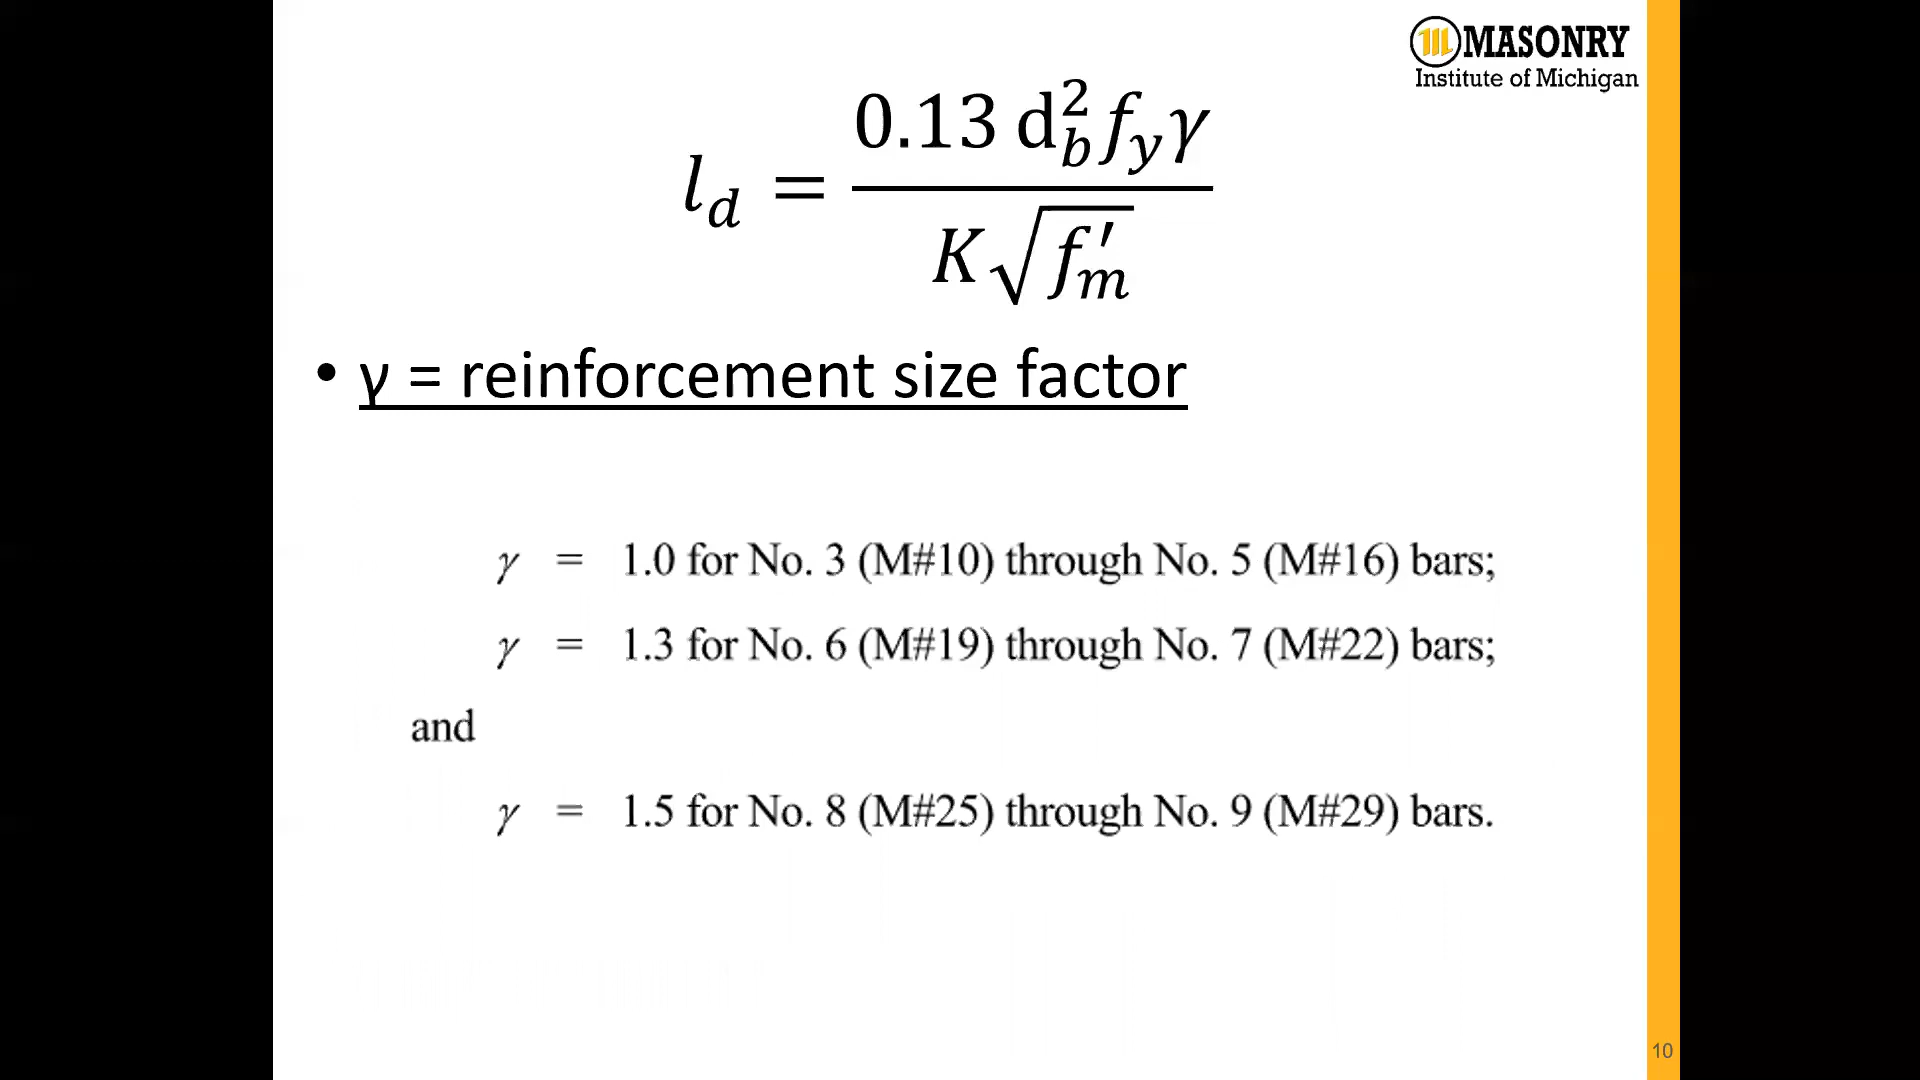 MASONRY
Institute of Michigan
l_d = \frac{0.13 d_b^2 f_y γ}{K \sqrt{f'_m}}
• γ = reinforcement size factor
γ = 1.0 for No. 3 (M#10) through No. 5 (M#16) bars;
γ = 1.3 for No. 6 (M#19) through No. 7 (M#22) bars;
and
γ = 1.5 for No. 8 (M#25) through No. 9 (M#29) bars.
10